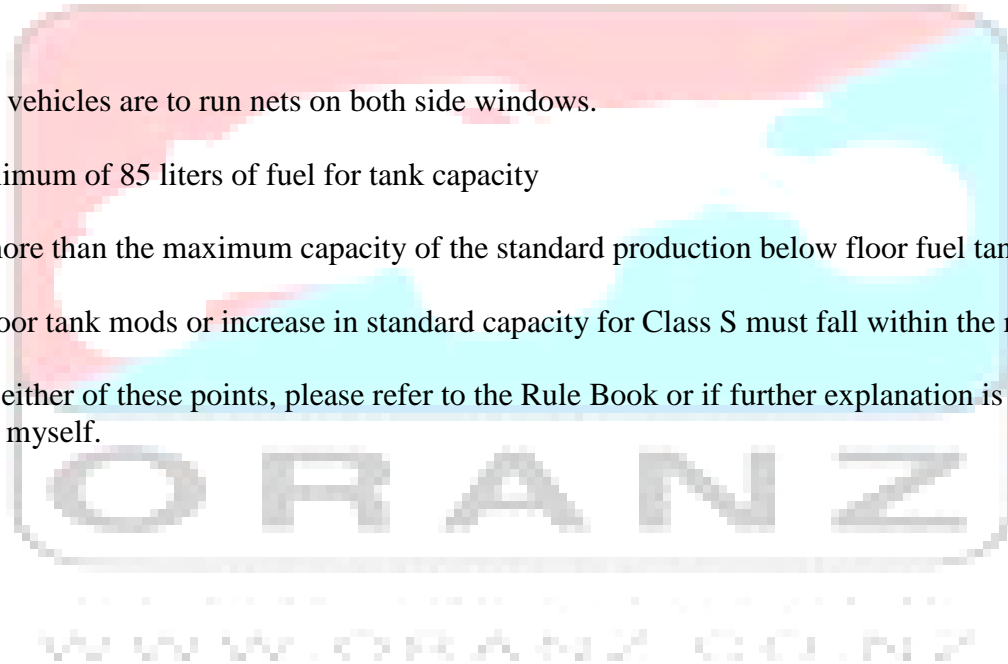 vehicles are to run nets on both side windows.
nimum of 85 liters of fuel for tank capacity
more than the maximum capacity of the standard production below floor fuel tan
oor tank mods or increase in standard capacity for Class S must fall within the
either of these points, please refer to the Rule Book or if further explanation is
myself.
ORANZ
WWW.ORANZ.CO.NZ